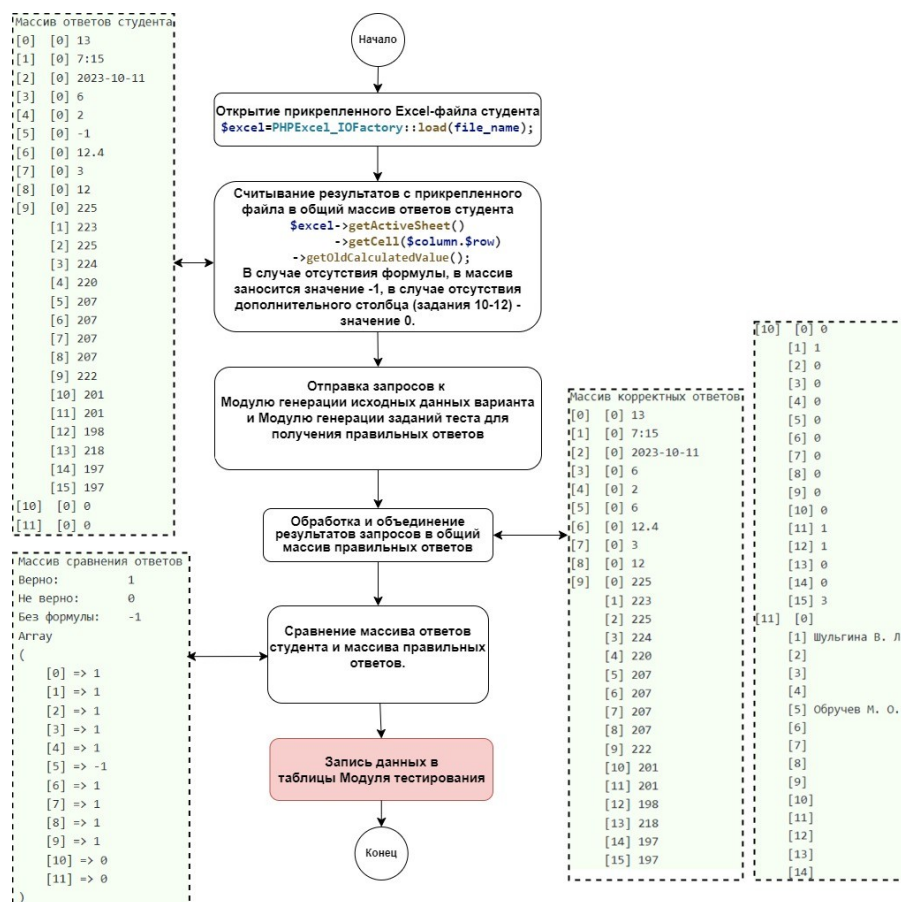 Массив ответов студента
[0] [0] 13
[1] [0] 7:15
[2] [0] 2023-10-11
[3] [0] 6
[4] [0] 2
[5] [0] -1
[6] [0] 12.4
[7] [0] 3
[8] [0] 12
[9] [0] 225
[1] 223
[2] 225
[3] 224
[4] 220
[5] 207
[6] 207
[7] 207
[8] 207
[9] 222
[10] 201
[11] 201
[12] 198
[13] 218
[14] 197
[15] 197
[10] [0] 0
[11] [0] 0
Массив сравнения ответов
Верно: 1
Не верно: 0
Без формулы: -1
Array
(
[0] => 1
[1] => 1
[2] => 1
[3] => 1
[4] => 1
[5] => -1
[6] => 1
[7] => 1
[8] => 1
[9] => 1
[10] => 0
[11] => 0
)
Начало
Открытие прикрепленного Excel-файла студента
$excel=PHPExcel_IOFactory::load(file_name);
Считывание результатов с прикрепленного
файла в общий массив ответов студента
$excel->getActiveSheet()
->getCell($column.$row)
->getOldCalculatedValue();
В случае отсутствия формулы, в массив
заносится значение -1, в случае отсутствия
дополнительного столбца (задания 10-12) -
значение 0.
Отправка запросов к
Модулю генерации исходных данных варианта
и Модулю генерации заданий теста для
получения правильных ответов
Обработка и объединение
результатов запросов в общий
массив правильных ответов
Сравнение массива ответов
студента и массива правильных
ответов.
Запись данных в
таблицы Модуля тестирования
Конец
Массив корректных ответов
[0] [0] 13
[1] [0] 7:15
[2] [0] 2023-10-11
[3] [0] 6
[4] [0] 2
[5] [0] 6
[6] [0] 12.4
[7] [0] 3
[8] [0] 12
[9] [0] 225
[1] 223
[2] 225
[3] 224
[4] 220
[5] 207
[6] 207
[7] 207
[8] 207
[9] 222
[10] 201
[11] 201
[12] 198
[13] 218
[14] 197
[15] 197
[10] [0] 0
[1] 1
[2] 0
[3] 0
[4] 0
[5] 0
[6] 0
[7] 0
[8] 0
[9] 0
[10] 0
[11] 1
[12] 1
[13] 0
[14] 0
[15] 3
[11] [0]
[1] Шульгина В. Л
[2]
[3]
[4]
[5] Обручев М. О.
[6]
[7]
[8]
[9]
[10]
[11]
[12]
[13]
[14]